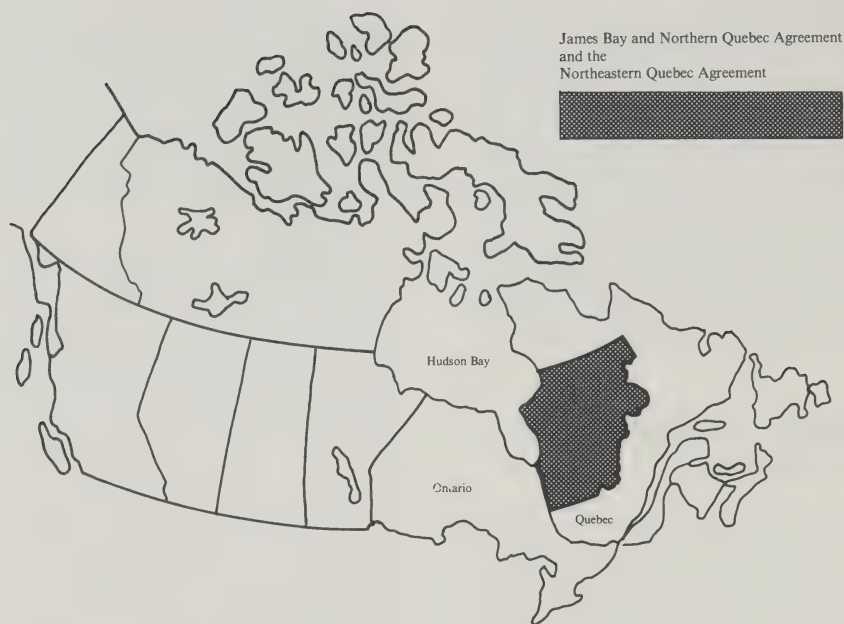 James Bay and Northern Quebec Agreement
and the
Northeastern Quebec Agreement
Hudson Bay
Ontario
Quebec